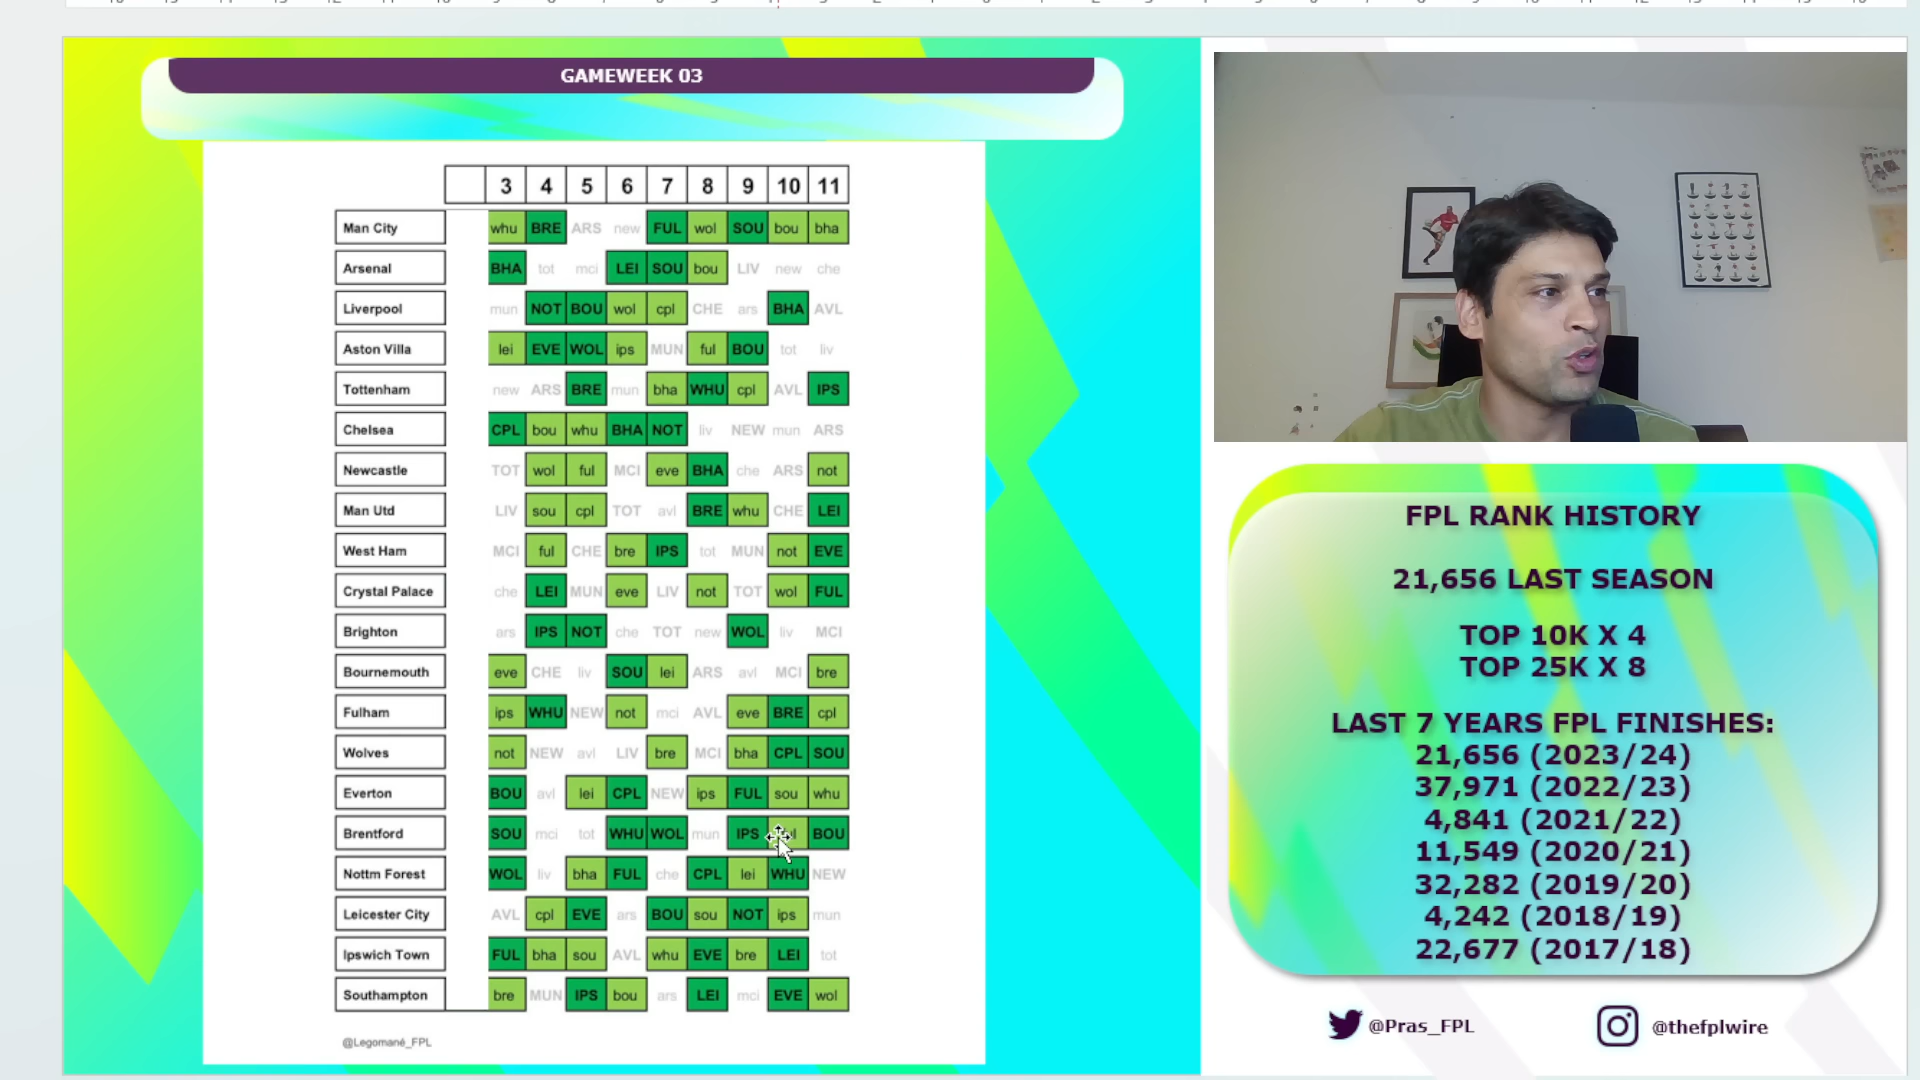 GAMEWEEK 03
3 4 5 6 7 8 9 10 11
Man City whu BRE ARS new FUL wol SOU bou bha
Arsenal BHA tot mci LEI SOU bou LIV new che
Liverpool mun NOT BOU wol cpl CHE ars BHA AVL
Aston Villa lei EVE WOL ips MUN ful BOU tot liv
Tottenham new ARS BRE mun bha WHU cpl AVL IPS
Chelsea CPL bou whu BHA NOT liv NEW mun ARS
Newcastle TOT wol ful MCI eve BHA che ARS not
Man Utd LIV sou cpl TOT avl BRE whu CHE LEI
West Ham MCI ful CHE bre IPS tot MUN not EVE
Crystal Palace che LEI MUN eve LIV not TOT wol FUL
Brighton ars IPS NOT che TOT new WOL liv MCI
Bournemouth eve CHE liv SOU lei ARS avl MCI bre
Fulham ips WHU NEW not mci AVL eve BRE cpl
Wolves not NEW avl LIV bre MCI bha CPL SOU
Everton BOU avl lei CPL NEW ips FUL sou whu
Brentford SOU mci tot WHU WOL mun IPS BOU
Nottm Forest WOL liv bha FUL che CPL lei WHU NEW
Leicester City AVL cpl EVE ars BOU sou NOT ips mun
Ipswich Town FUL bha sou AVL whu EVE bre LEI tot
Southampton bre MUN IPS bou ars LEI mci EVE wol
@Legomané_FPL
FPL RANK HISTORY
21,656 LAST SEASON
TOP 10K X 4
TOP 25K X 8
LAST 7 YEARS FPL FINISHES:
21,656 (2023/24)
37,971 (2022/23)
4,841 (2021/22)
11,549 (2020/21)
32,282 (2019/20)
4,242 (2018/19)
22,677 (2017/18)
@Pras_FPL
@thefplwire